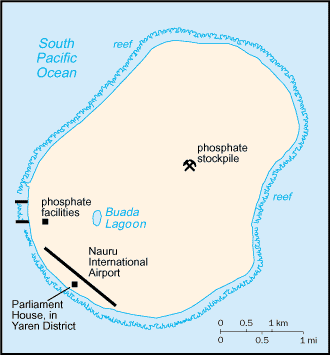 South
Pacific
Ocean
reef
phosphate
stockpile
reef
phosphate
facilities
Buada
Lagoon
Nauru
International
Airport
Parliament
House, in
Yaren District
0 0.5 1 km
0 0.5 1 mi